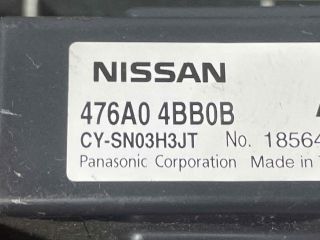 NISSAN
476A0 4BB0B
CY-SN03H3JT No. 18564
Panasonic Corporation Made in